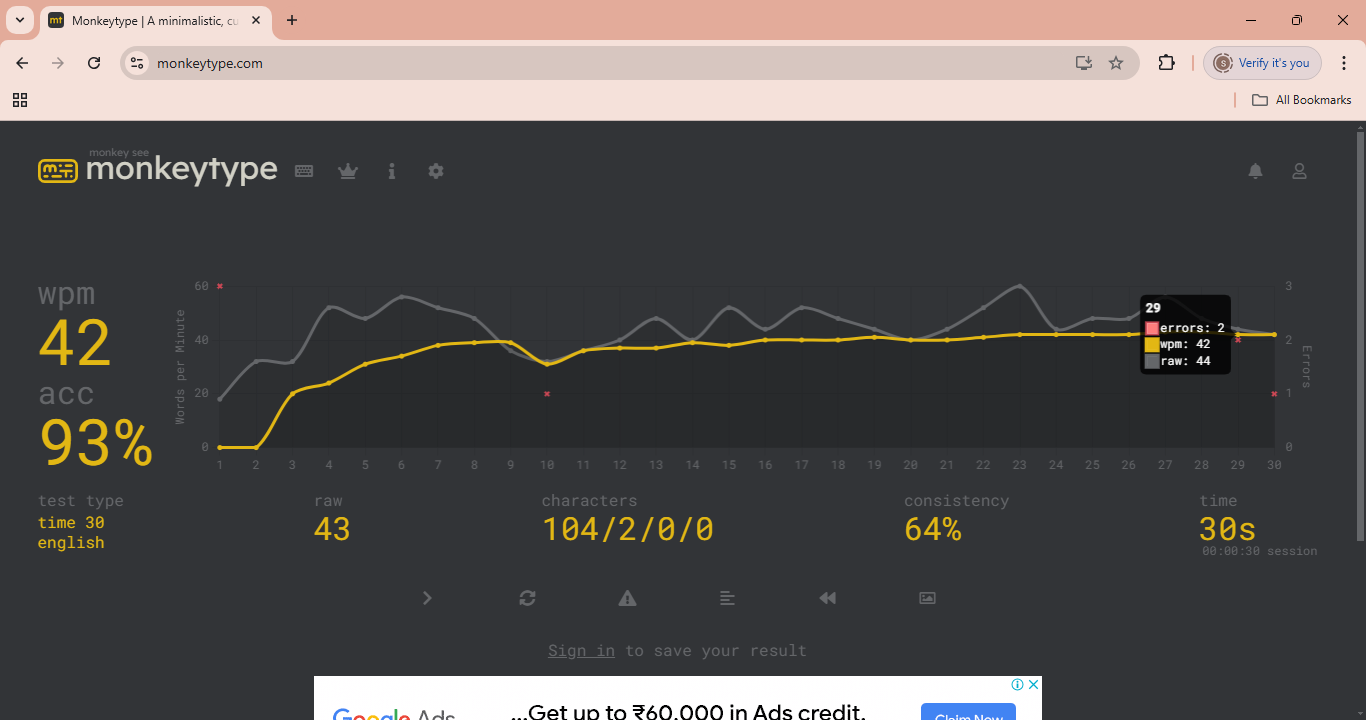 Monkeytype | A minimalistic, cu
monkeytype.com
Verify it's you
All Bookmarks
monkey see
monkeytype
wpm
42
acc
93%
Words per Minute
60
40
20
0
1 2 3 4 5 6 7 8 9 10 11 12 13 14 15 16 17 18 19 20 21 22 23 24 25 26 27 28 29 30
3
2
1
0
Errors
29
errors: 2
wpm: 42
raw: 44
test type
time 30
english
raw
43
characters
104/2/0/0
consistency
64%
time
30s
00:00:30 session
Sign in to save your result
Google Ads
...Get up to ₹60,000 in Ads credit.
Claim Now